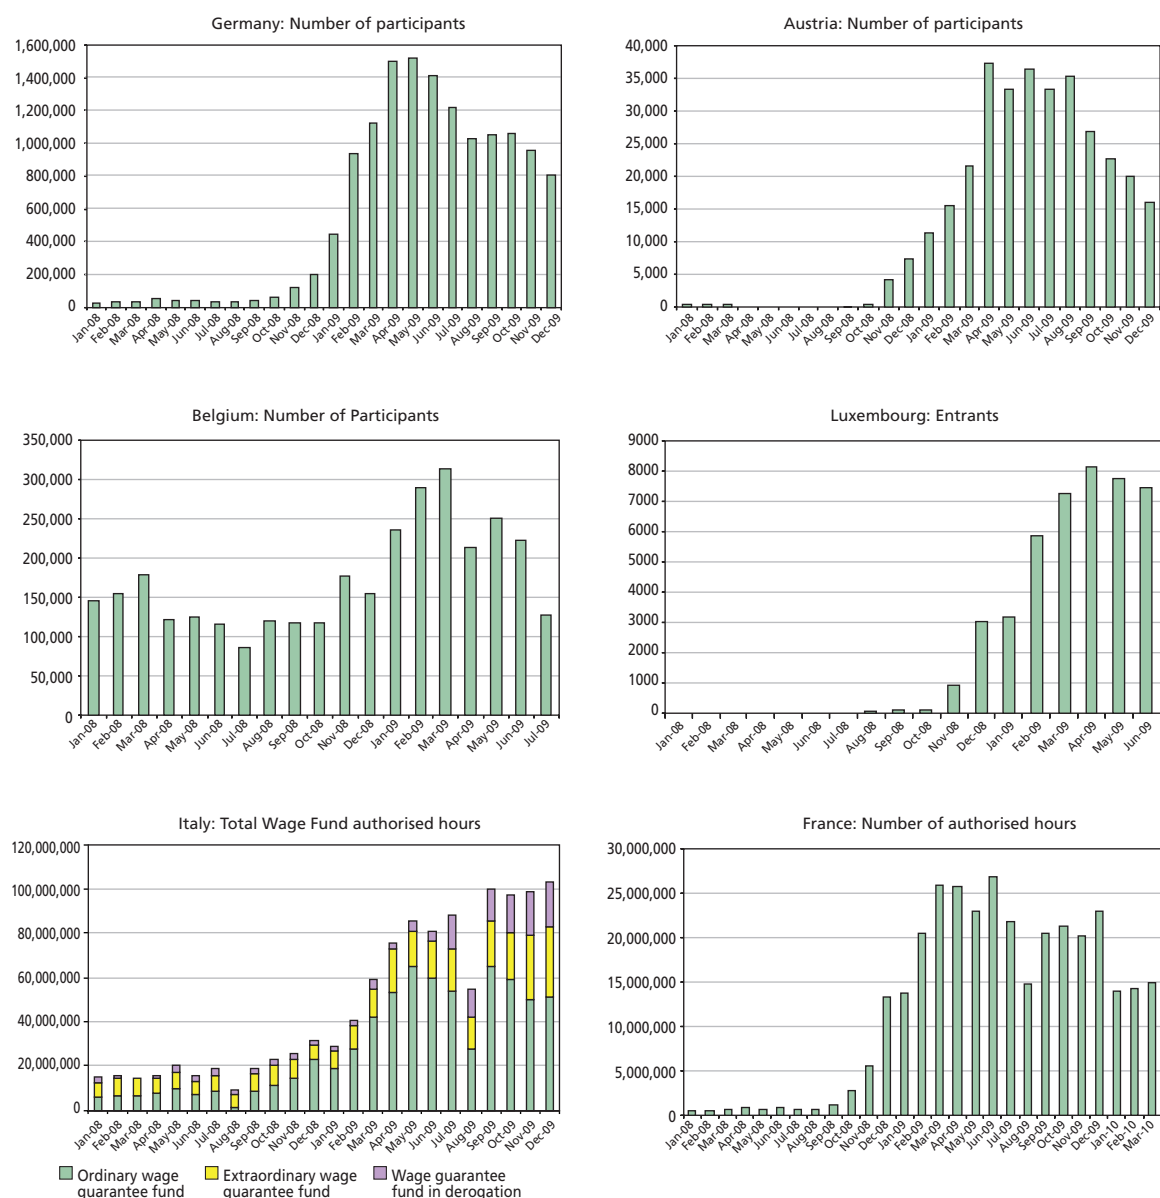 Germany: Number of participants
1,600,000
1,400,000
1,200,000
1,000,000
800,000
600,000
400,000
200,000
0
Jan-08
Feb-08
Mar-08
Apr-08
May-08
Jun-08
Jul-08
Aug-08
Sep-08
Oct-08
Nov-08
Dec-08
Jan-09
Feb-09
Mar-09
Apr-09
May-09
Jun-09
Jul-09
Aug-09
Sep-09
Oct-09
Nov-09
Dec-09
Austria: Number of participants
40,000
35,000
30,000
25,000
20,000
15,000
10,000
5,000
0
Jan-08
Feb-08
Mar-08
Apr-08
May-08
Jun-08
Jul-08
Aug-08
Sep-08
Oct-08
Nov-08
Dec-08
Jan-09
Feb-09
Mar-09
Apr-09
May-09
Jun-09
Jul-09
Aug-09
Sep-09
Oct-09
Nov-09
Dec-09
Belgium: Number of Participants
350,000
300,000
250,000
200,000
150,000
100,000
50,000
0
Jan-08
Feb-08
Mar-08
Apr-08
May-08
Jun-08
Jul-08
Aug-08
Sep-08
Oct-08
Nov-08
Dec-08
Jan-09
Feb-09
Mar-09
Apr-09
May-09
Jun-09
Jul-09
Luxembourg: Entrants
9000
8000
7000
6000
5000
4000
3000
2000
1000
0
Jan-08
Feb-08
Mar-08
Apr-08
May-08
Jun-08
Jul-08
Aug-08
Sep-08
Oct-08
Nov-08
Dec-08
Jan-09
Feb-09
Mar-09
Apr-09
May-09
Jun-09
Italy: Total Wage Fund authorised hours
120,000,000
100,000,000
80,000,000
60,000,000
40,000,000
20,000,000
0
Jan-08
Feb-08
Mar-08
Apr-08
May-08
Jun-08
Jul-08
Aug-08
Sep-08
Oct-08
Nov-08
Dec-08
Jan-09
Feb-09
Mar-09
Apr-09
May-09
Jun-09
Jul-09
Aug-09
Sep-09
Oct-09
Nov-09
Dec-09
Ordinary wage
guarantee fund
Extraordinary wage
guarantee fund
Wage guarantee
fund in derogation
France: Number of authorised hours
30,000,000
25,000,000
20,000,000
15,000,000
10,000,000
5,000,000
0
Jan-08
Feb-08
Mar-08
Apr-08
May-08
Jun-08
Jul-08
Aug-08
Sep-08
Oct-08
Nov-08
Dec-08
Jan-09
Feb-09
Mar-09
Apr-09
May-09
Jun-09
Jul-09
Aug-09
Sep-09
Oct-09
Nov-09
Dec-09
Jan-10
Feb-10
Mar-10